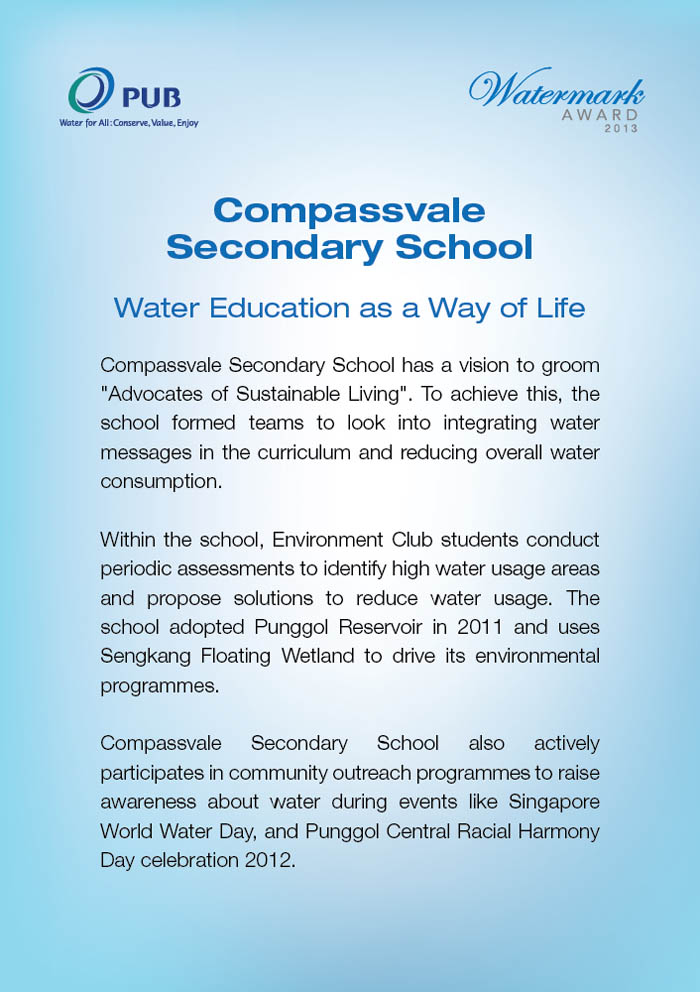 PUB
Water for All: Conserve, Value, Enjoy
Watermark
AWARD
2013
Compassvale
Secondary School
Water Education as a Way of Life
Compassvale Secondary School has a vision to groom
"Advocates of Sustainable Living". To achieve this, the
school formed teams to look into integrating water
messages in the curriculum and reducing overall water
consumption.
Within the school, Environment Club students conduct
periodic assessments to identify high water usage areas
and propose solutions to reduce water usage. The
school adopted Punggol Reservoir in 2011 and uses
Sengkang Floating Wetland to drive its environmental
programmes.
Compassvale Secondary School also actively
participates in community outreach programmes to raise
awareness about water during events like Singapore
World Water Day, and Punggol Central Racial Harmony
Day celebration 2012.